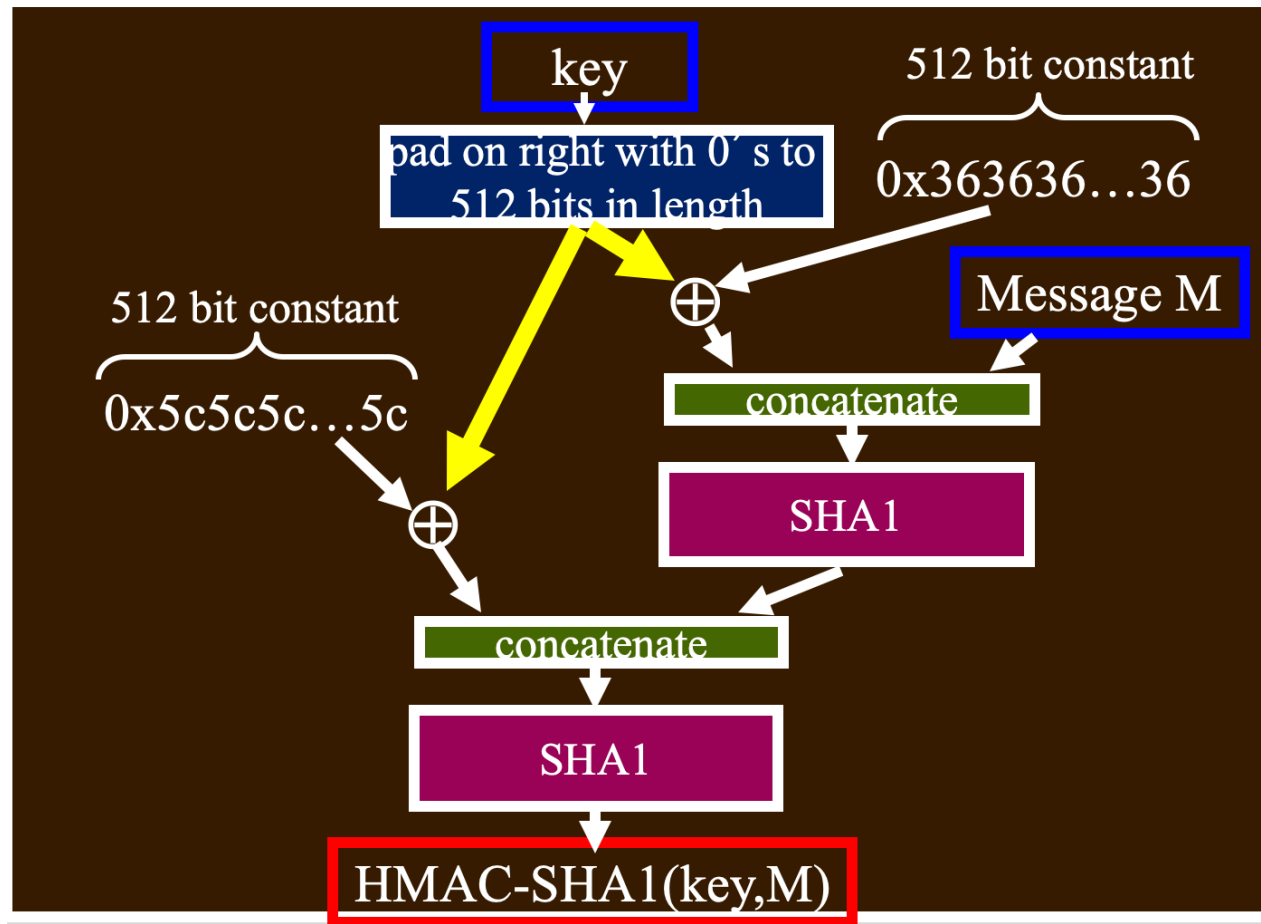 key
512 bit constant
pad on right with 0´ s to
512 bits in length
0x363636…36
Message M
512 bit constant
0x5c5c5c…5c
concatenate
SHA1
concatenate
SHA1
HMAC-SHA1(key,M)